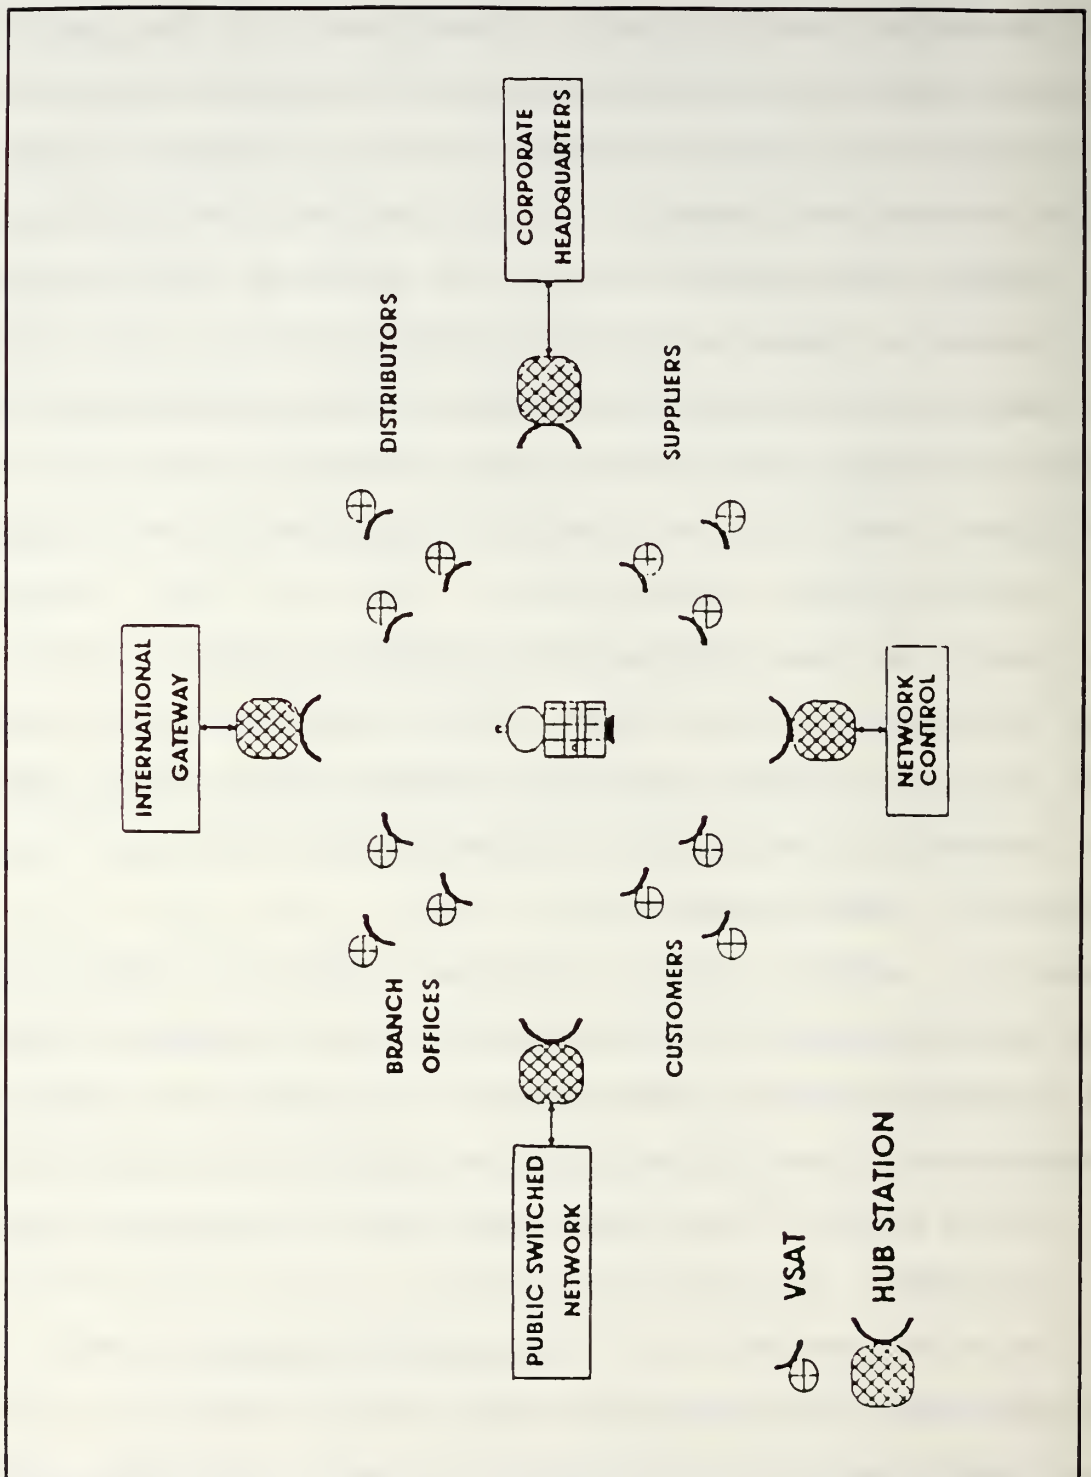 INTERNATIONAL
GATEWAY
BRANCH
OFFICES
DISTRIBUTORS
PUBLIC SWITCHED
NETWORK
CORPORATE
HEADQUARTERS
CUSTOMERS
SUPPLIERS
NETWORK
CONTROL
VSAT
HUB STATION